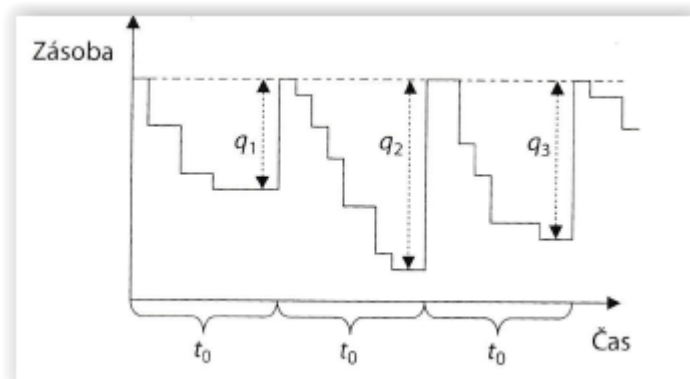 Zásoba
q₁
q₂
q₃
t₀
t₀
t₀
Čas